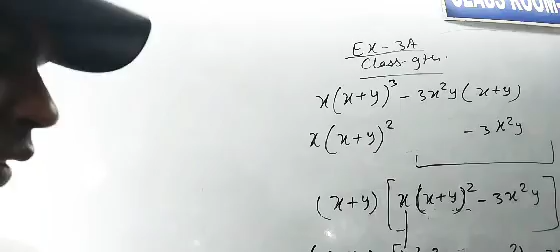 CLASS ROOM-
Ex - 3A
Class - 9th
x(x+y)³ - 3x²y(x+y)
x(x+y)² - 3x²y
(x+y)[x(x+y)² - 3x²y]